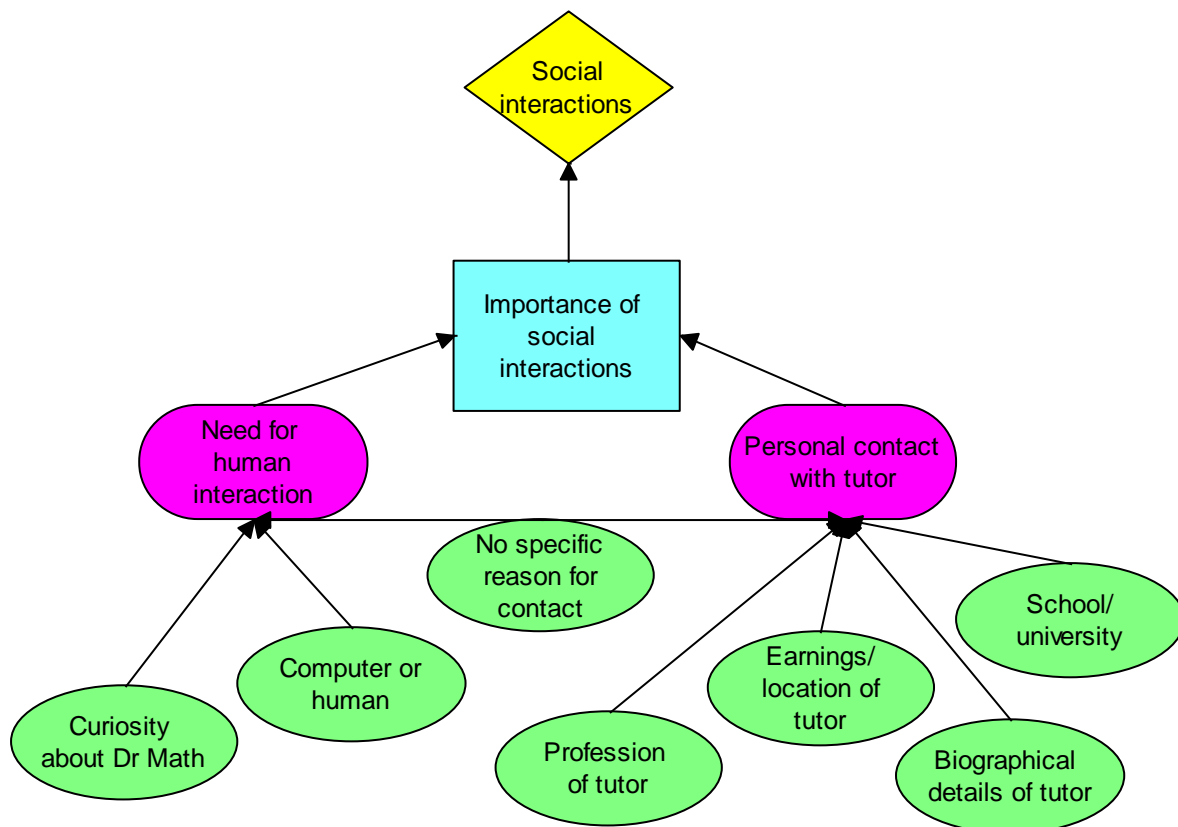 Social
interactions
Importance of
social
interactions
Need for
human
interaction
Personal contact
with tutor
No specific
reason for
contact
School/
university
Computer or
human
Earnings/
location of
tutor
Curiosity
about Dr Math
Profession
of tutor
Biographical
details of tutor